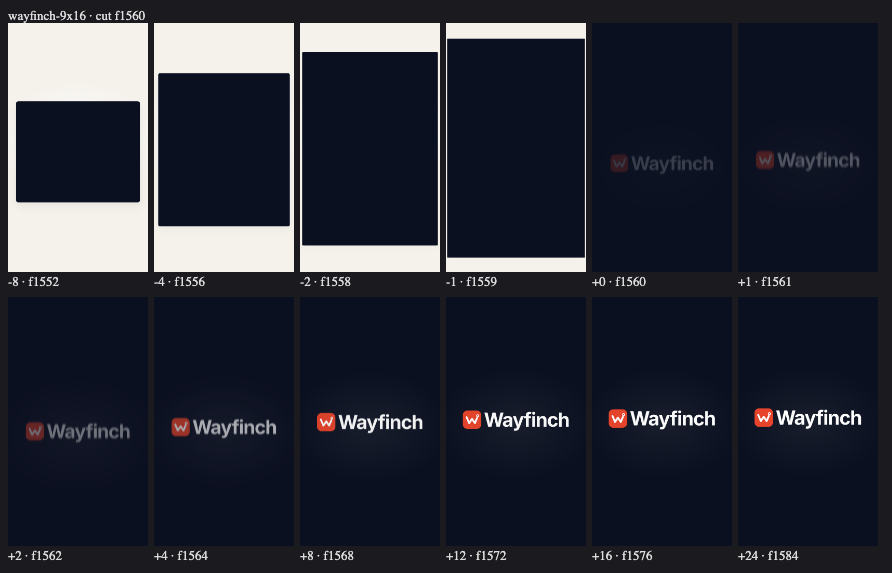 wayfinch-9x16 · cut f1560
-8 · f1552
-4 · f1556
-2 · f1558
-1 · f1559
Wayfinch
+0 · f1560
Wayfinch
+1 · f1561
Wayfinch
+2 · f1562
Wayfinch
+4 · f1564
Wayfinch
+8 · f1568
Wayfinch
+12 · f1572
Wayfinch
+16 · f1576
Wayfinch
+24 · f1584